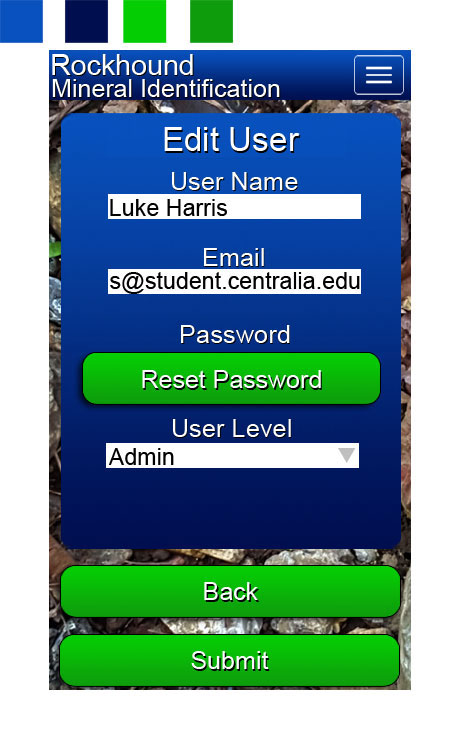 Rockhound
Mineral Identification
Edit User
User Name
Luke Harris
Email
s@student.centralia.edu
Password
Reset Password
User Level
Admin
Back
Submit